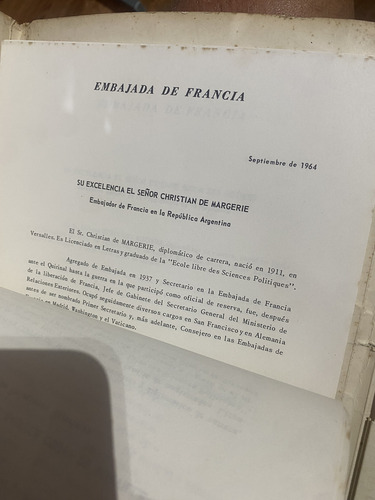 EMBAJADA DE FRANCIA
Septiembre de 1964
SU EXCELENCIA EL SEÑOR CHRISTIAN DE MARGERIE
Embajador de Francia en la República Argentina
El Sr. Christian de MARGERIE, diplomático de carrera, nació en 1911, en
Versalles. Es Licenciado en Letras y graduado de la "Ecole libre des Sciences Politiques".
Agregado de Embajada en 1937 y Secretario en la Embajada de Francia
ante el Quirinal hasta la guerra en la que participó como oficial de reserva, fue, después
de la liberación de Francia, Jefe de Gabinete del Secretario General del Ministerio de
Relaciones Exteriores. Ocupó seguidamente diversos cargos en San Francisco y en Alemania
antes de ser nombrado Primer Secretario y, más adelante, Consejero en las Embajadas de
Francia en Madrid, Washington y el Vaticano.